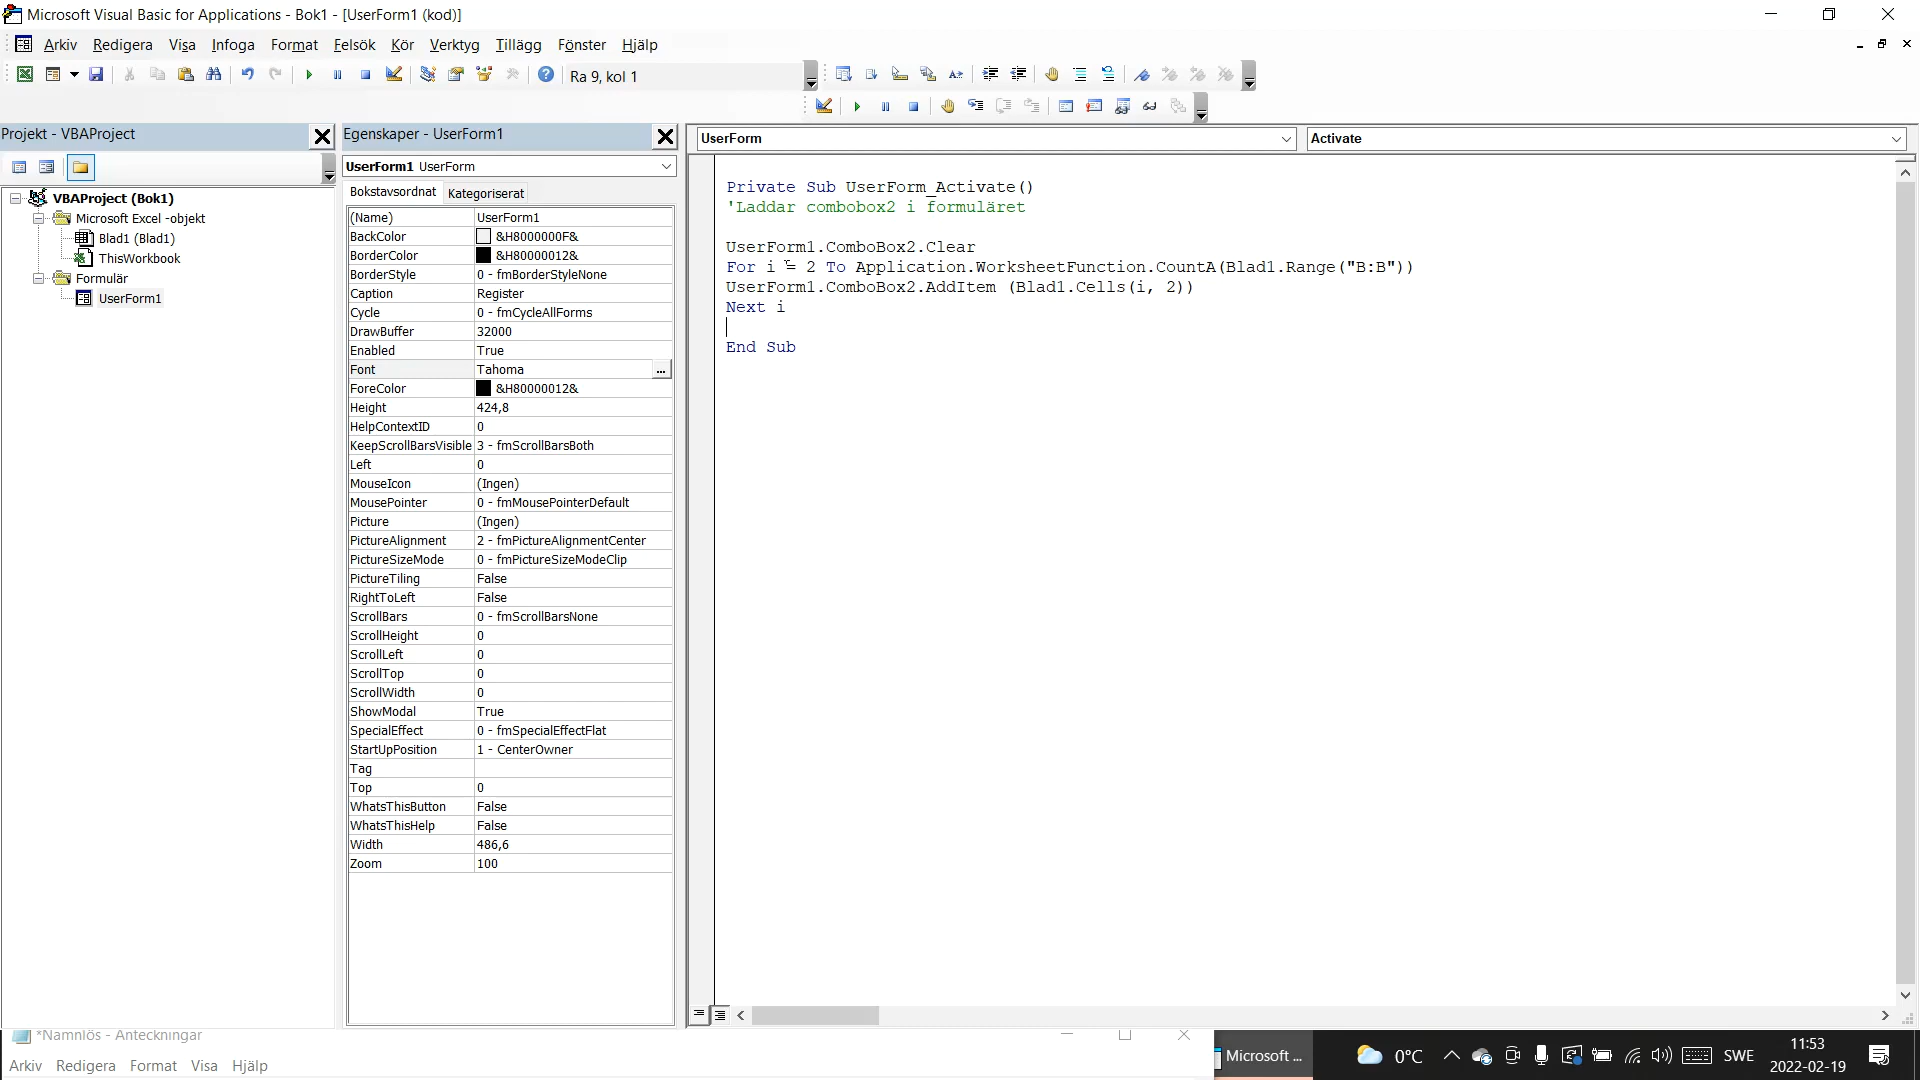 Microsoft Visual Basic for Applications - Bok1 - [UserForm1 (kod)]
Arkiv Redigera Visa Infoga Format Felsök Kör Verktyg Tillägg Fönster Hjälp
Ra 9, kol 1
Projekt - VBAProject
VBAProject (Bok1)
Microsoft Excel -objekt
Blad1 (Blad1)
ThisWorkbook
Formulär
UserForm1
Egenskaper - UserForm1
UserForm1 UserForm
Bokstavsordnat Kategoriserat
(Name) UserForm1
BackColor &H8000000F&
BorderColor &H80000012&
BorderStyle 0 - fmBorderStyleNone
Caption Register
Cycle 0 - fmCycleAllForms
DrawBuffer 32000
Enabled True
Font Tahoma ...
ForeColor &H80000012&
Height 424,8
HelpContextID 0
KeepScrollBarsVisible 3 - fmScrollBarsBoth
Left 0
MouseIcon (Ingen)
MousePointer 0 - fmMousePointerDefault
Picture (Ingen)
PictureAlignment 2 - fmPictureAlignmentCenter
PictureSizeMode 0 - fmPictureSizeModeClip
PictureTiling False
RightToLeft False
ScrollBars 0 - fmScrollBarsNone
ScrollHeight 0
ScrollLeft 0
ScrollTop 0
ScrollWidth 0
ShowModal True
SpecialEffect 0 - fmSpecialEffectFlat
StartUpPosition 1 - CenterOwner
Tag
Top 0
WhatsThisButton False
WhatsThisHelp False
Width 486,6
Zoom 100
UserForm Activate
Private Sub UserForm_Activate()
'Laddar combobox2 i formuläret
UserForm1.ComboBox2.Clear
For i = 2 To Application.WorksheetFunction.CountA(Blad1.Range("B:B"))
UserForm1.ComboBox2.AddItem (Blad1.Cells(i, 2))
Next i
End Sub
*Namnlös - Anteckningar
Arkiv Redigera Format Visa Hjälp
Microsoft ...
0°C
SWE
11:53
2022-02-19